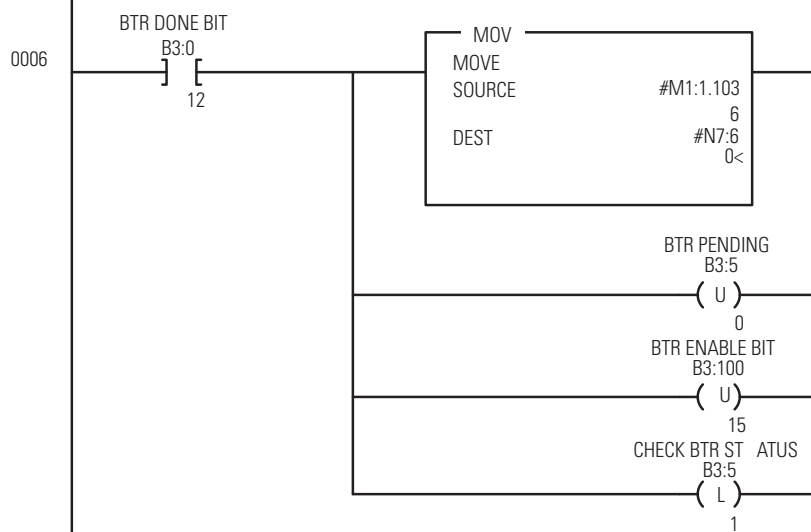 BTR DONE BIT
B3:0
0006
12
MOV
MOVE
SOURCE #M1:1.103
6
DEST #N7:6
0<
BTR PENDING
B3:5
U
0
BTR ENABLE BIT
B3:100
U
15
CHECK BTR ST ATUS
B3:5
L
1